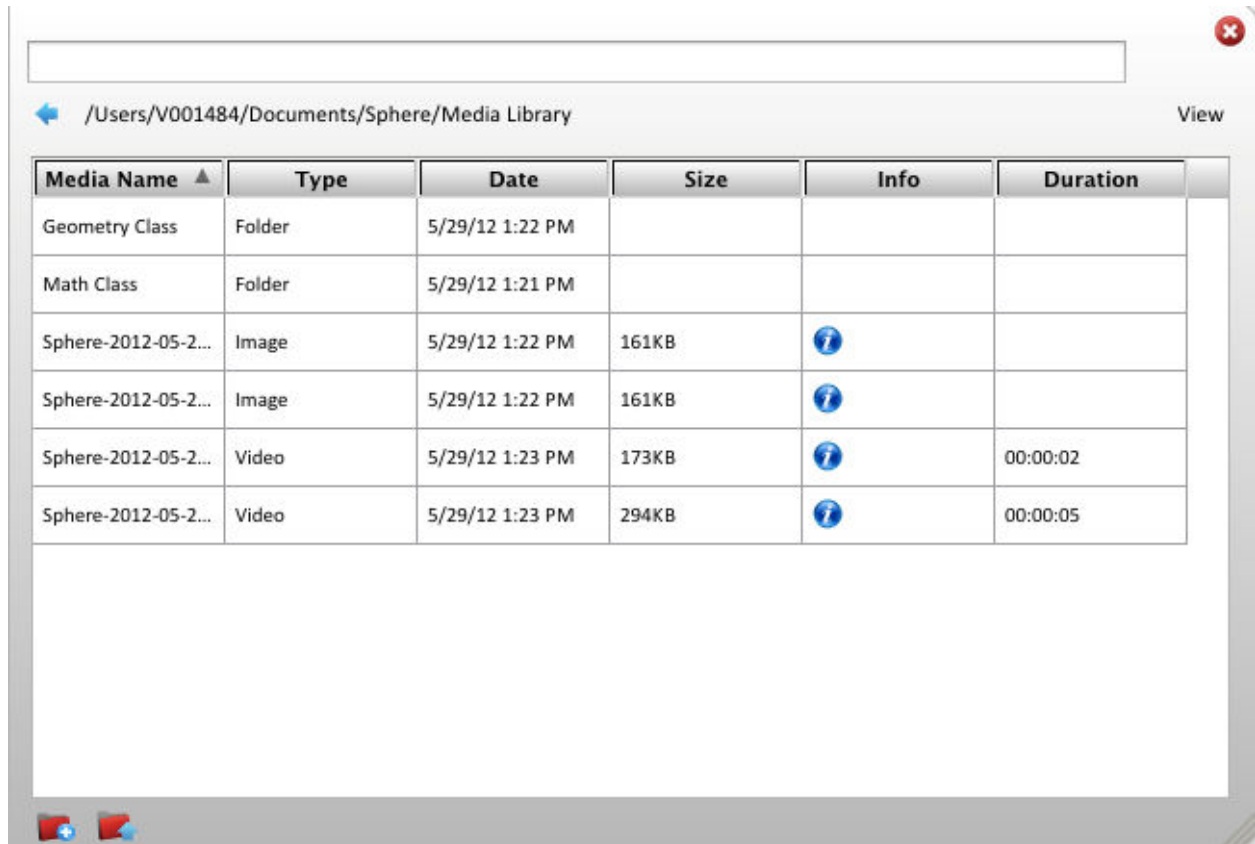 /Users/V001484/Documents/Sphere/Media Library View
Media Name Type Date Size Info Duration
Geometry Class Folder 5/29/12 1:22 PM
Math Class Folder 5/29/12 1:21 PM
Sphere-2012-05-2... Image 5/29/12 1:22 PM 161KB
Sphere-2012-05-2... Image 5/29/12 1:22 PM 161KB
Sphere-2012-05-2... Video 5/29/12 1:23 PM 173KB 00:00:02
Sphere-2012-05-2... Video 5/29/12 1:23 PM 294KB 00:00:05